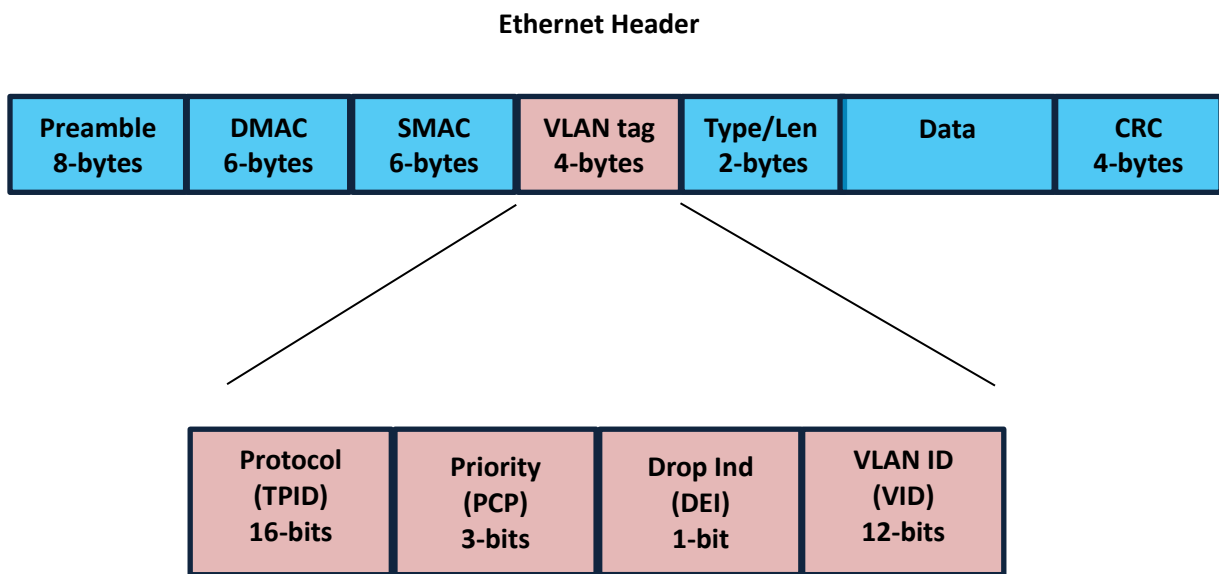 Ethernet Header
Preamble
8-bytes
DMAC
6-bytes
SMAC
6-bytes
VLAN tag
4-bytes
Type/Len
2-bytes
Data
CRC
4-bytes
Protocol
(TPID)
16-bits
Priority
(PCP)
3-bits
Drop Ind
(DEI)
1-bit
VLAN ID
(VID)
12-bits